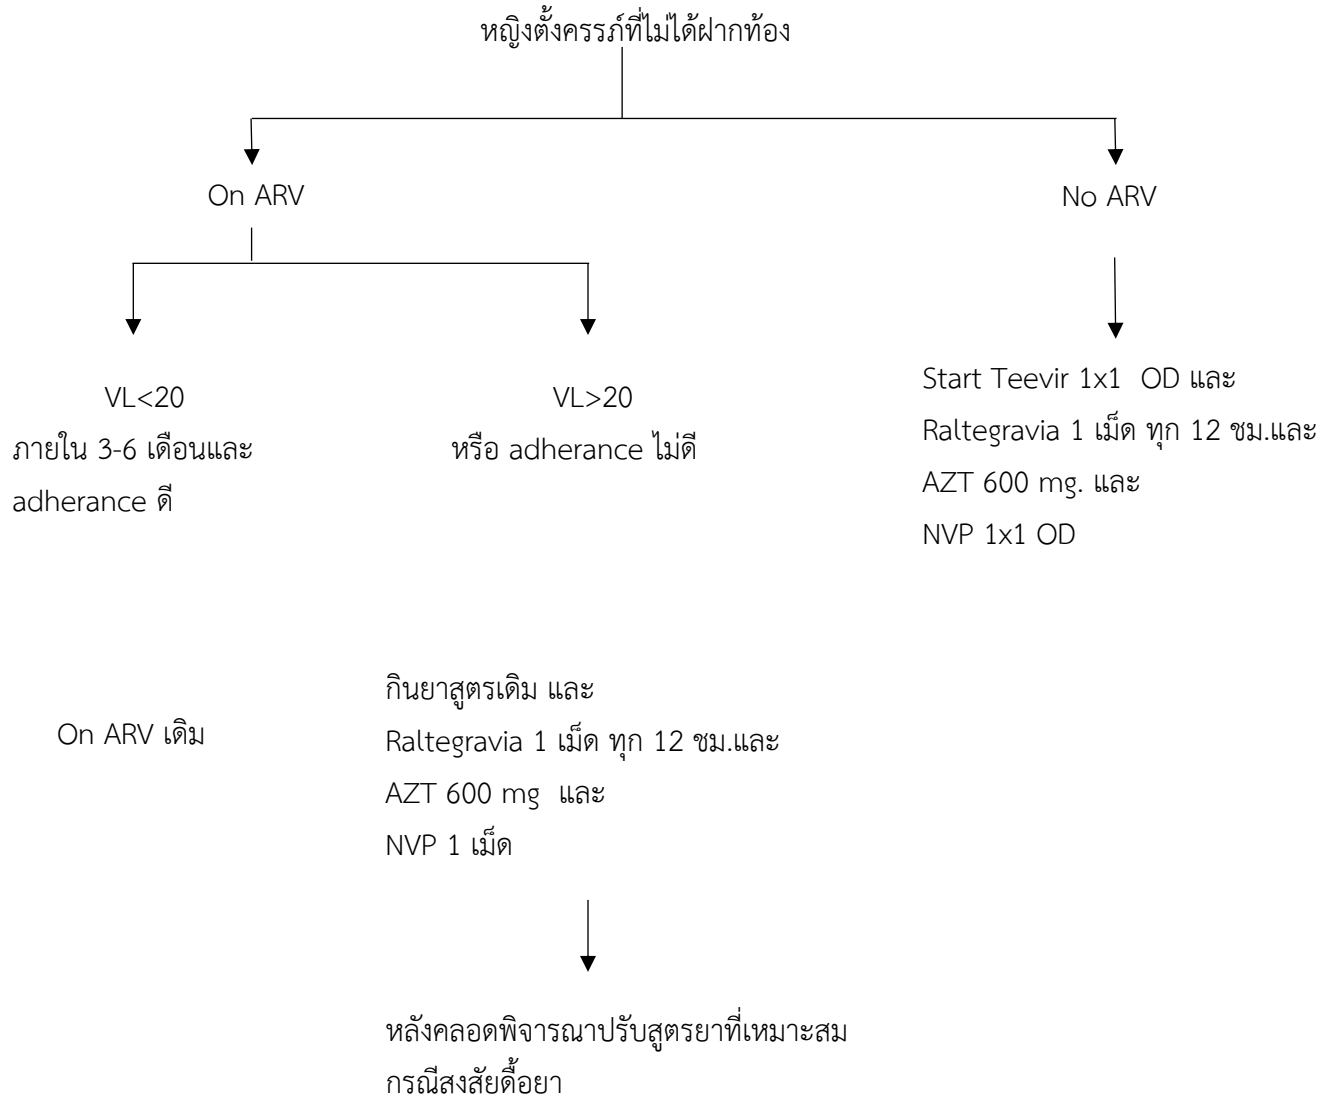 หญิงตั้งครรภ์ที่ไม่ได้ฝากท้อง
On ARV
No ARV
VL<20
ภายใน 3-6 เดือนและ
adherance ดี
VL>20
หรือ adherance ไม่ดี
Start Teevir 1x1 OD และ
Raltegravia 1 เม็ด ทุก 12 ชม.และ
AZT 600 mg. และ
NVP 1x1 OD
On ARV เดิม
กินยาสูตรเดิม และ
Raltegravia 1 เม็ด ทุก 12 ชม.และ
AZT 600 mg และ
NVP 1 เม็ด
หลังคลอดพิจารณาปรับสูตรยาที่เหมาะสม
กรณีสงสัยดื้อยา